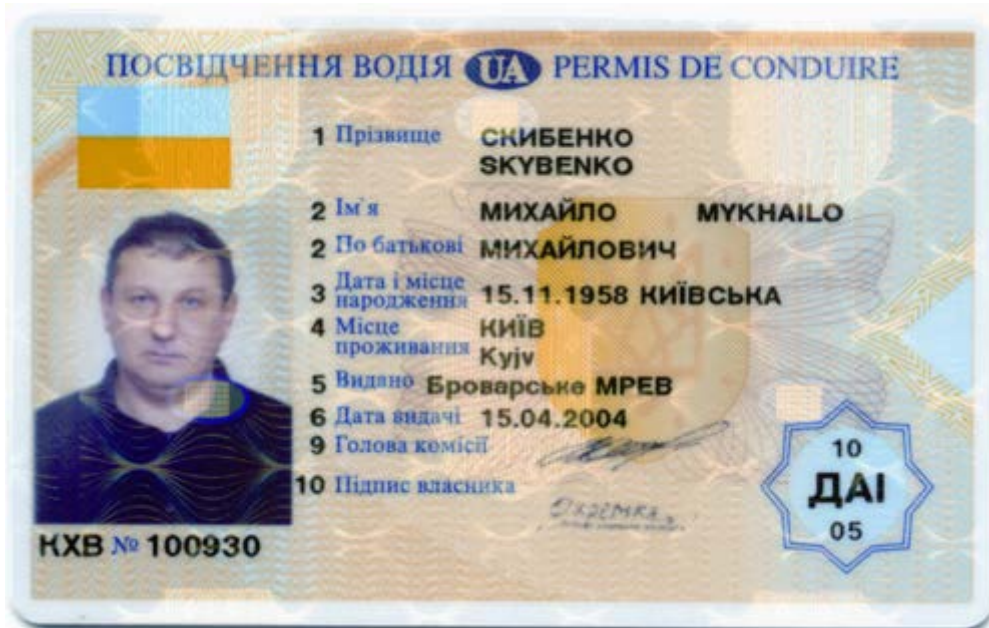 ПОСВІДЧЕННЯ ВОДІЯ UA PERMIS DE CONDUIRE
1 Прізвище СКИБЕНКО
SKYBENKO
2 Ім`я МИХАЙЛО MYKHAILO
2 По батькові МИХАЙЛОВИЧ
3 Дата і місце народження 15.11.1958 КИЇВСЬКА
4 Місце проживання КИЇВ
Kyjv
5 Видано Броварське МРЕВ
6 Дата видачі 15.04.2004
9 Голова комісії
10 Підпис власника
10
ДАІ
05
КХВ № 100930